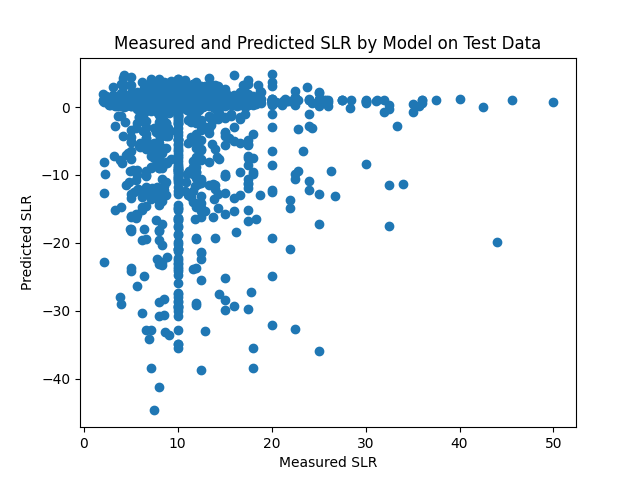 Measured and Predicted SLR by Model on Test Data
Predicted SLR
0
−10
−20
−30
−40
0 10 20 30 40 50
Measured SLR